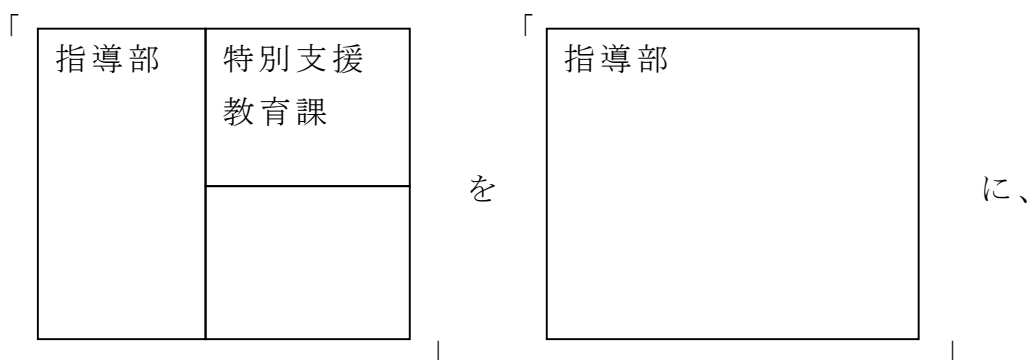 「
指導部
特別支援
教育課
」
を
「
指導部
」
に、